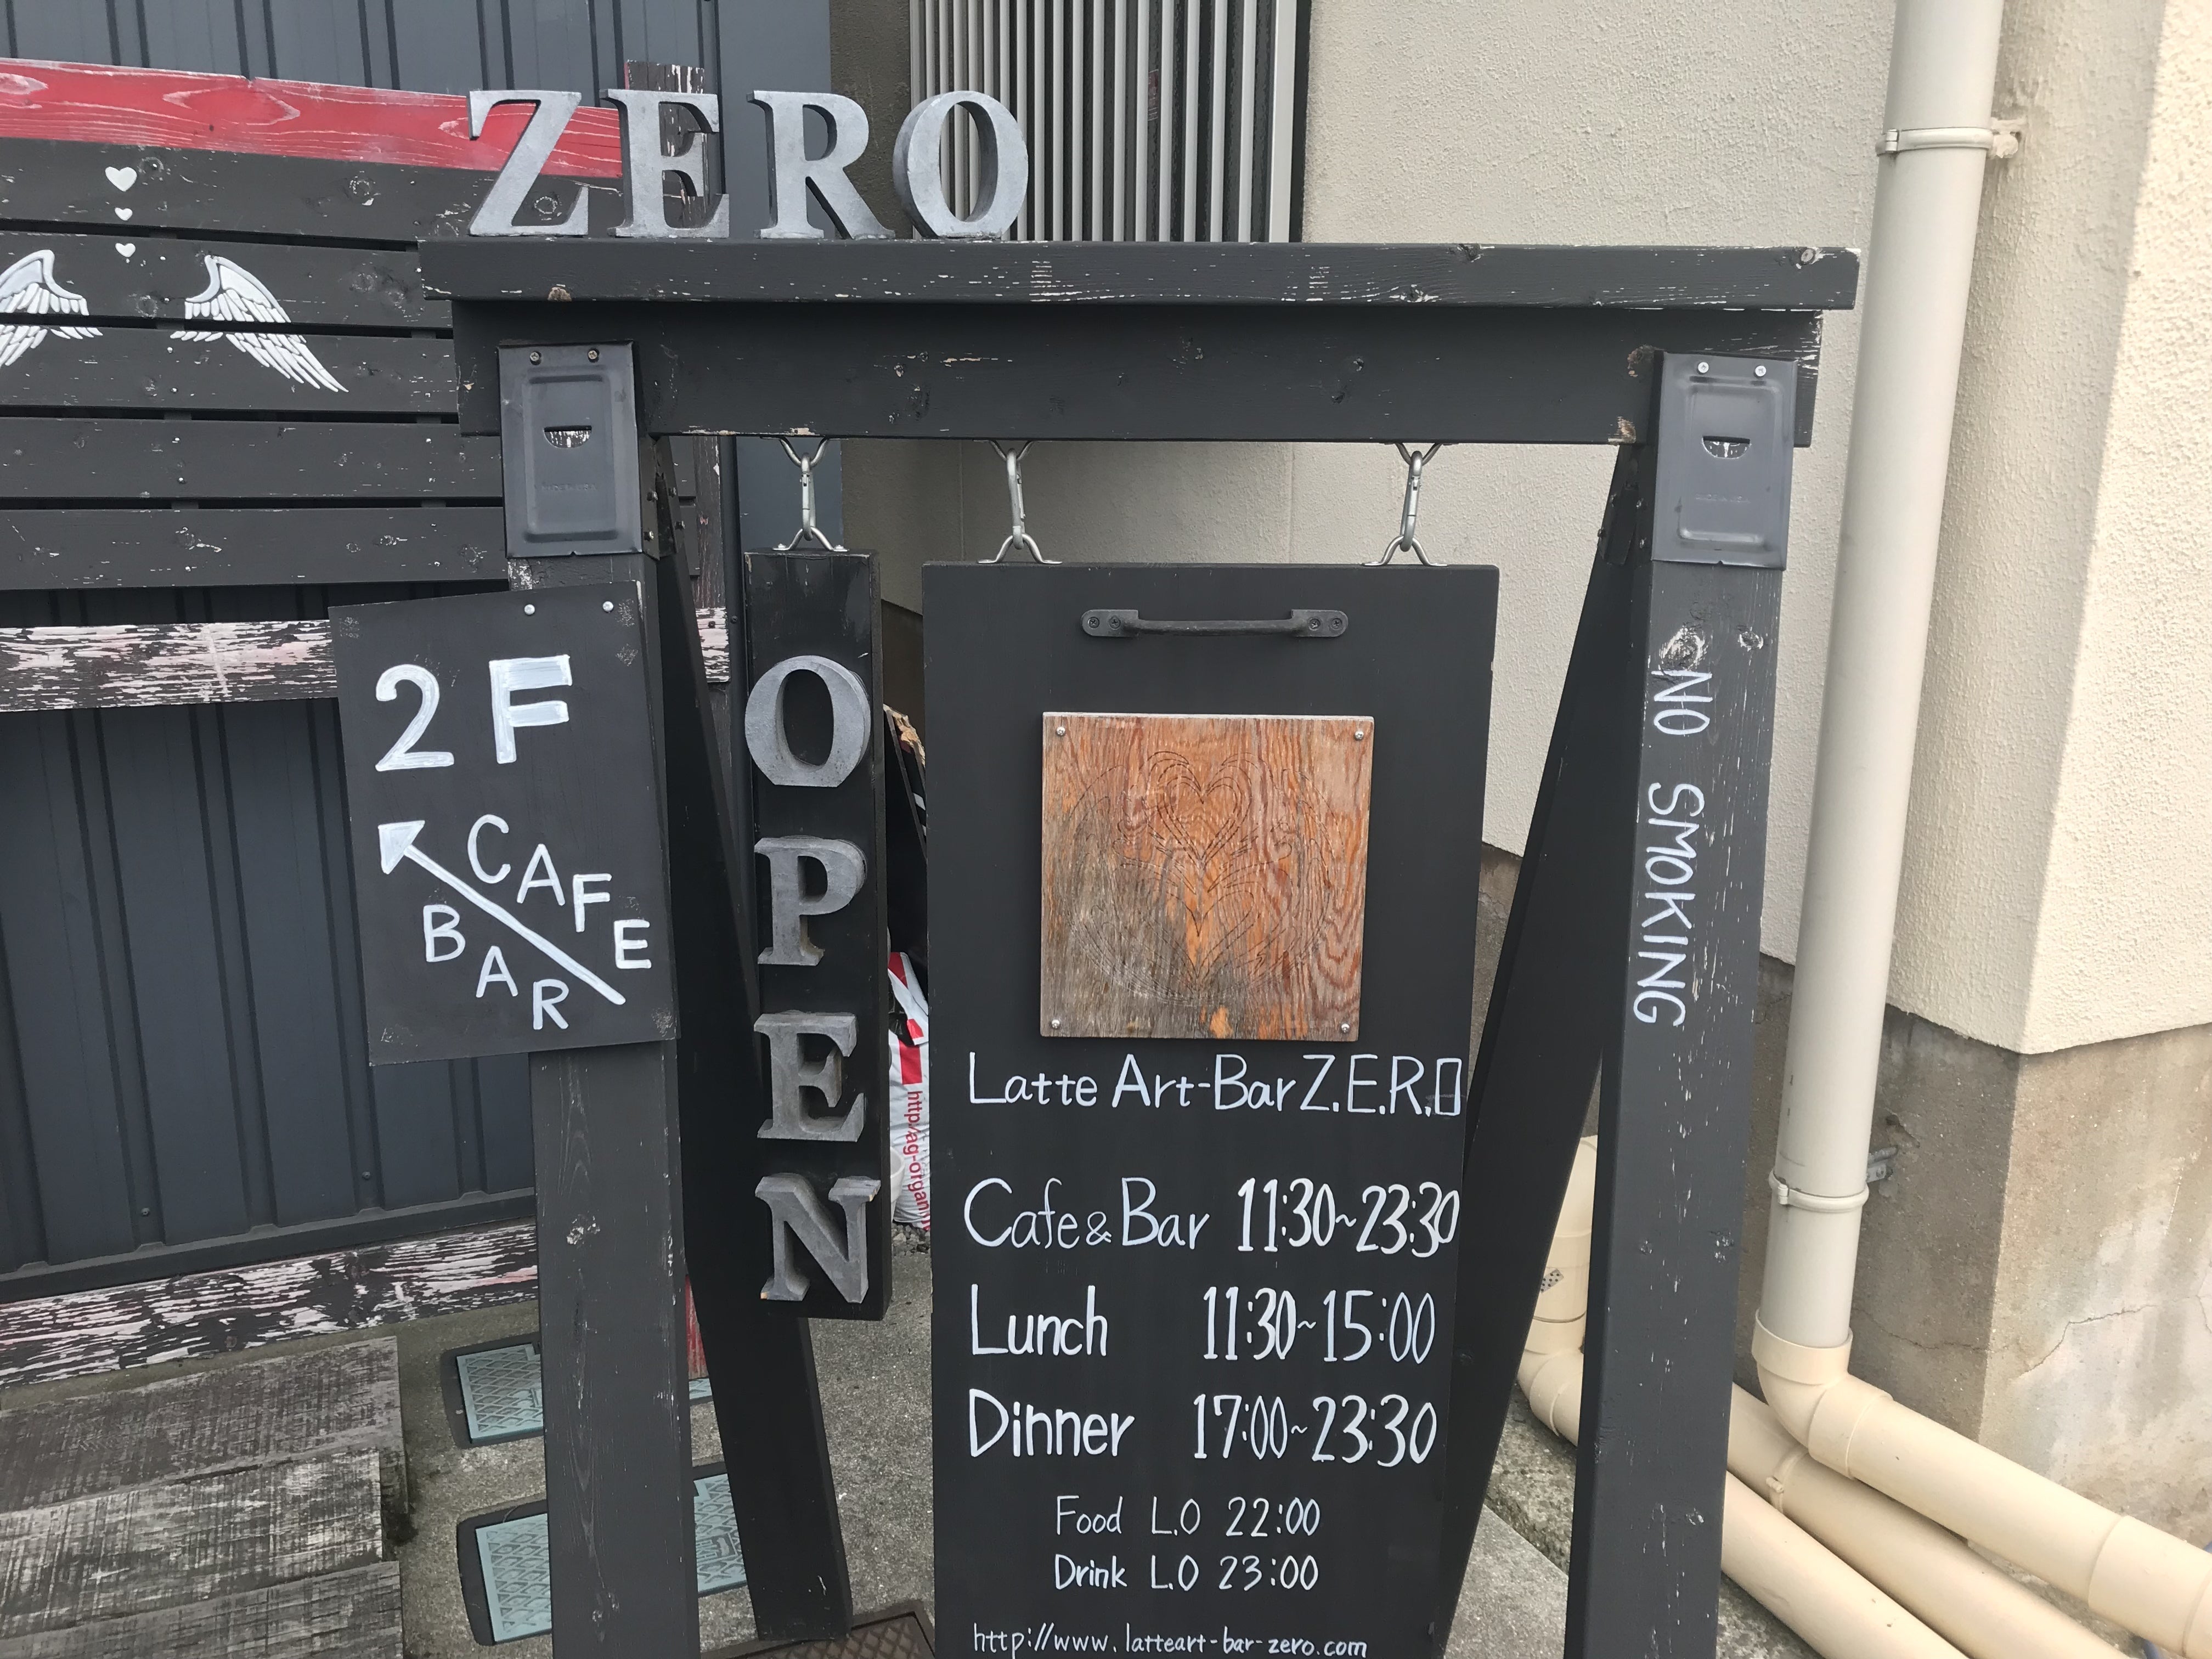 ZERO
2F
CAFE
BAR
OPEN
NO SMOKING
Latte Art-Bar Z.E.R.O
Cafe & Bar 11:30~23:30
Lunch 11:30~15:00
Dinner 17:00~23:30
Food L.O 22:00
Drink L.O 23:00
http://www.latteart-bar-zero.com